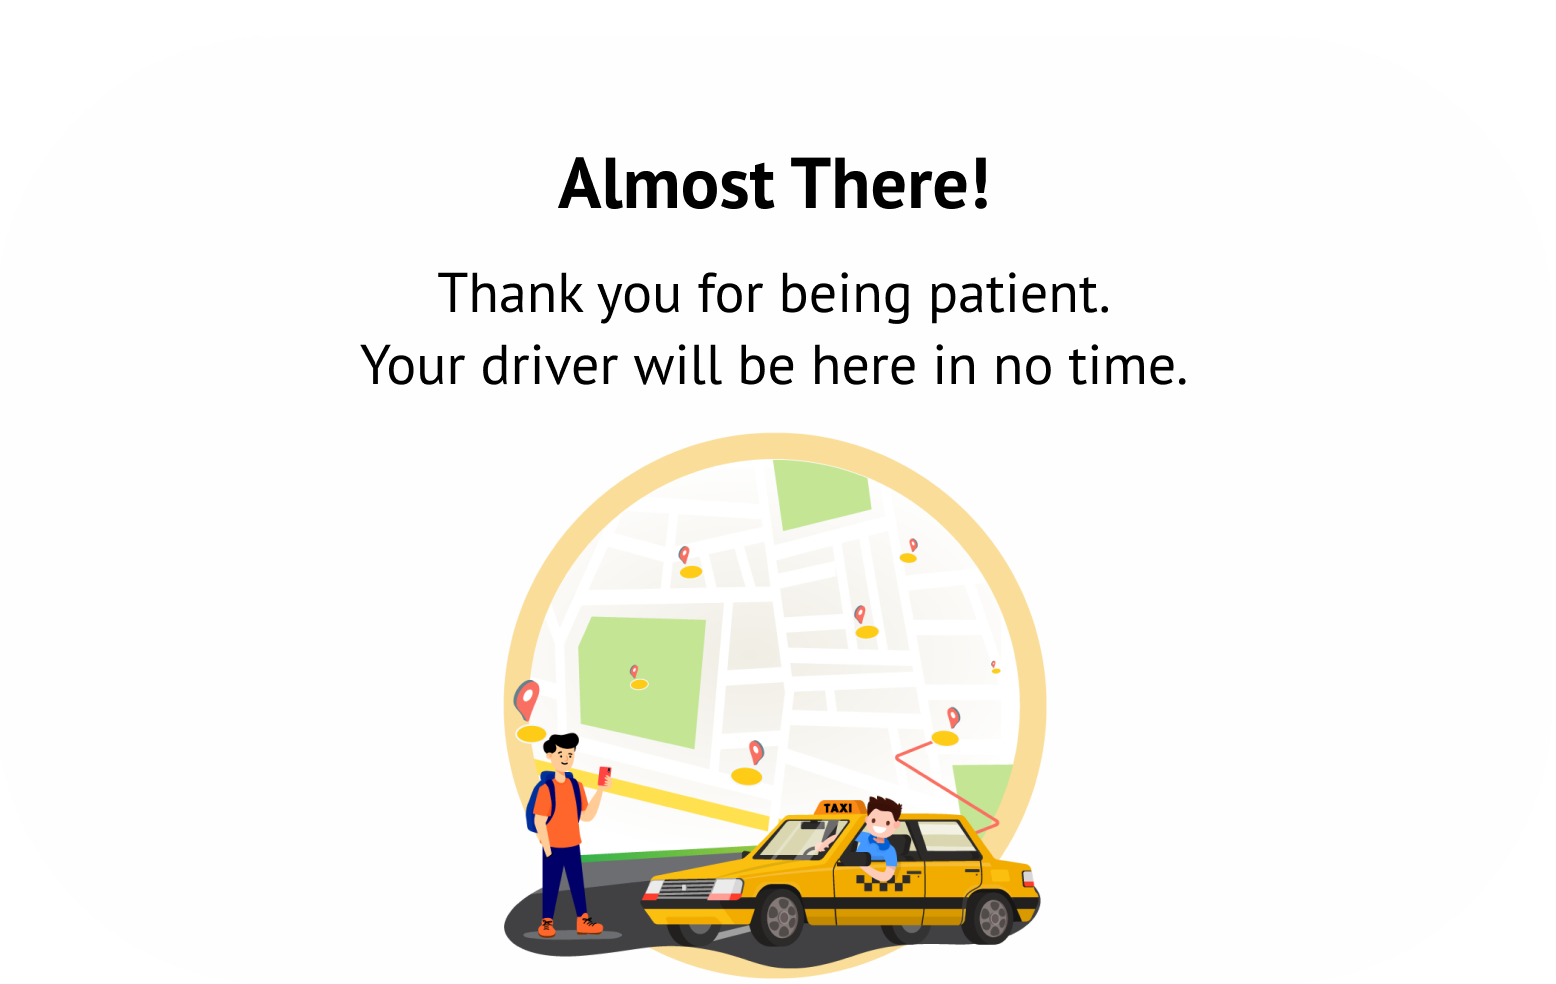 Almost There!
Thank you for being patient.
Your driver will be here in no time.
TAXI